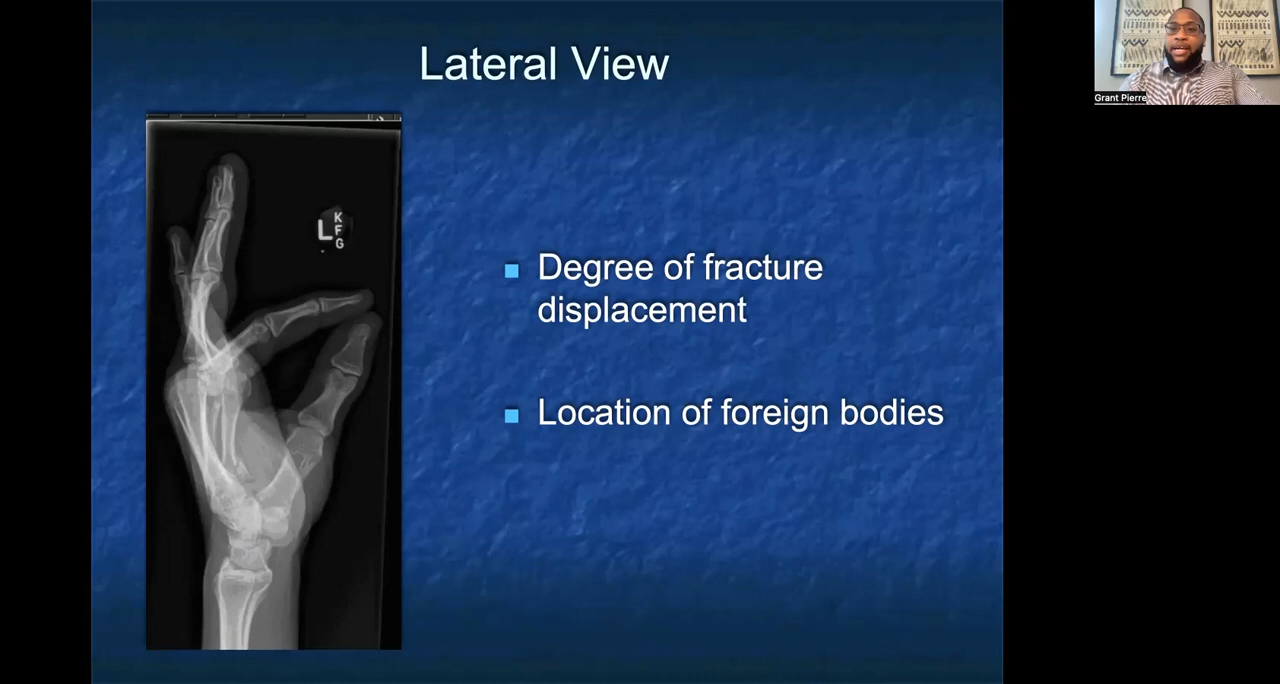 Lateral View
L
K
F
G
Degree of fracture
displacement
Location of foreign bodies
Grant Pierre